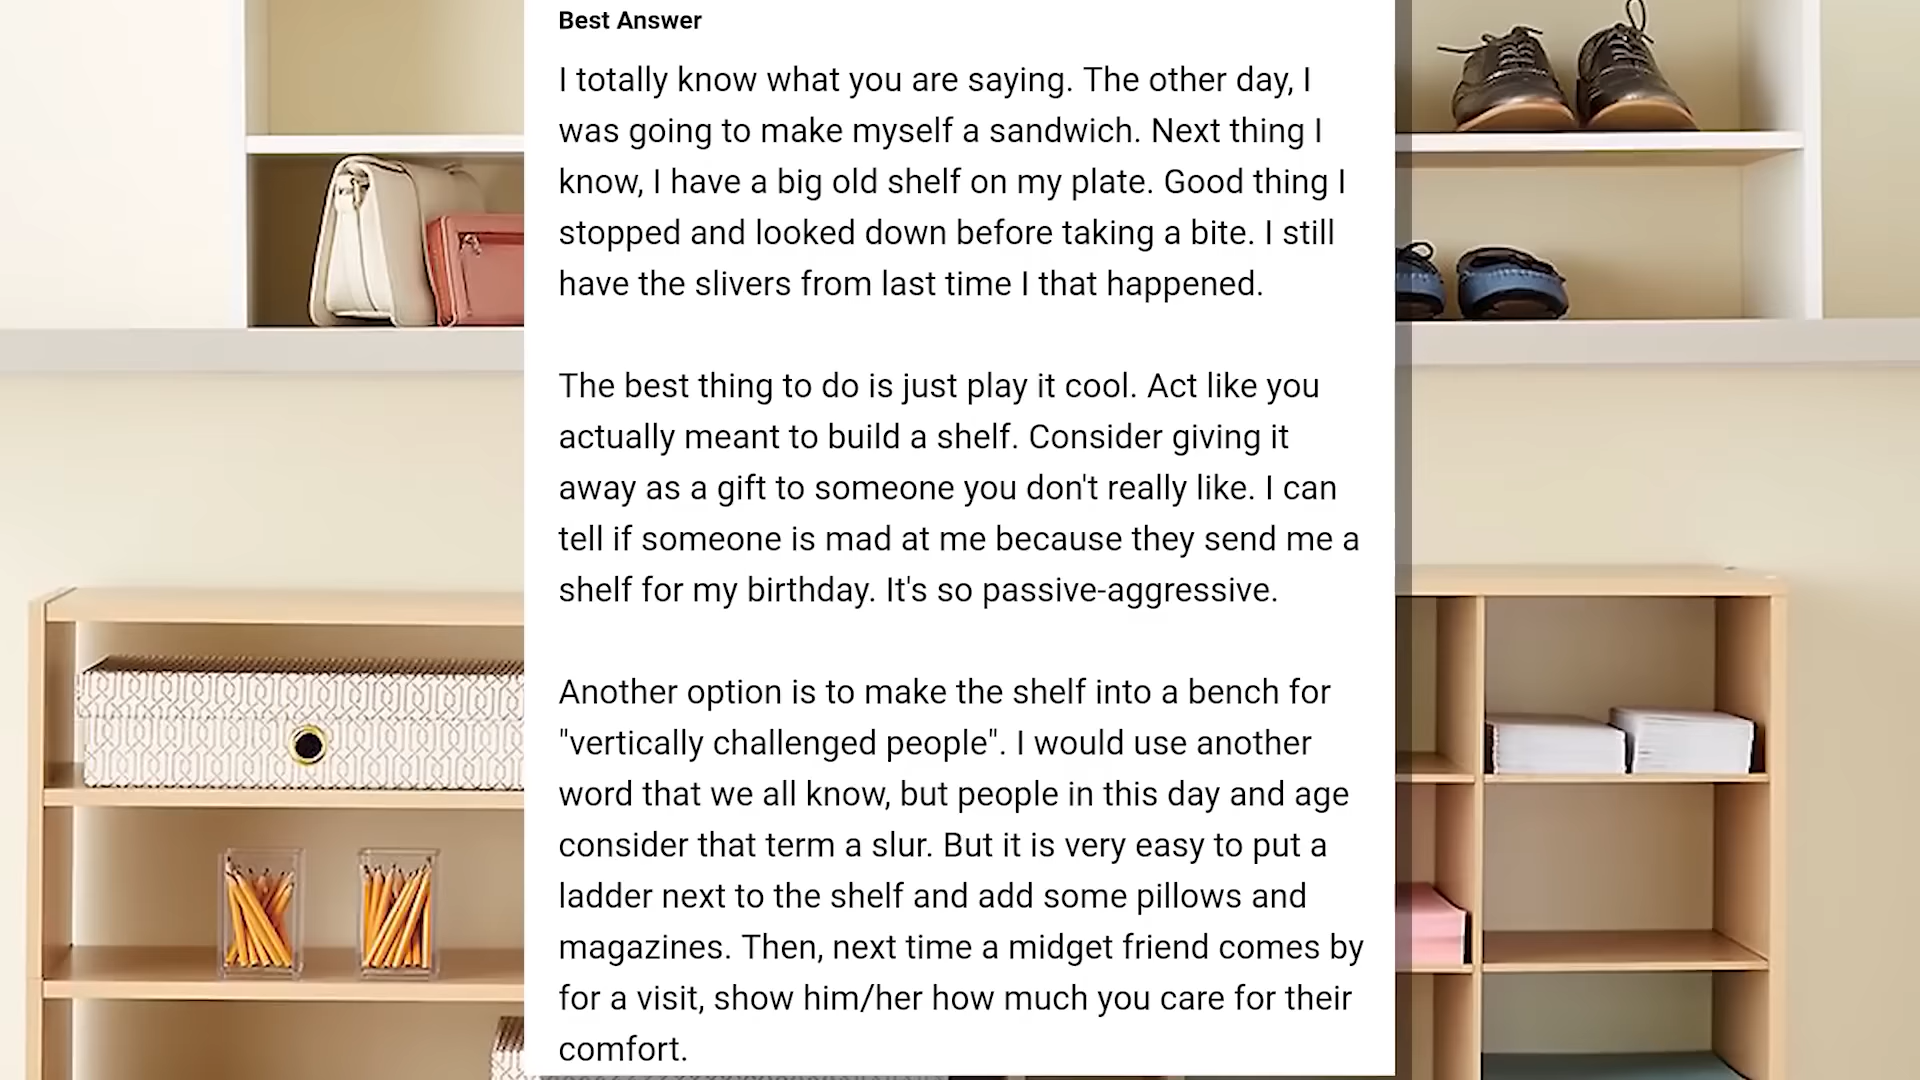 Best Answer
I totally know what you are saying. The other day, I
was going to make myself a sandwich. Next thing I
know, I have a big old shelf on my plate. Good thing I
stopped and looked down before taking a bite. I still
have the slivers from last time I that happened.
The best thing to do is just play it cool. Act like you
actually meant to build a shelf. Consider giving it
away as a gift to someone you don't really like. I can
tell if someone is mad at me because they send me a
shelf for my birthday. It's so passive-aggressive.
Another option is to make the shelf into a bench for
"vertically challenged people". I would use another
word that we all know, but people in this day and age
consider that term a slur. But it is very easy to put a
ladder next to the shelf and add some pillows and
magazines. Then, next time a midget friend comes by
for a visit, show him/her how much you care for their
comfort.